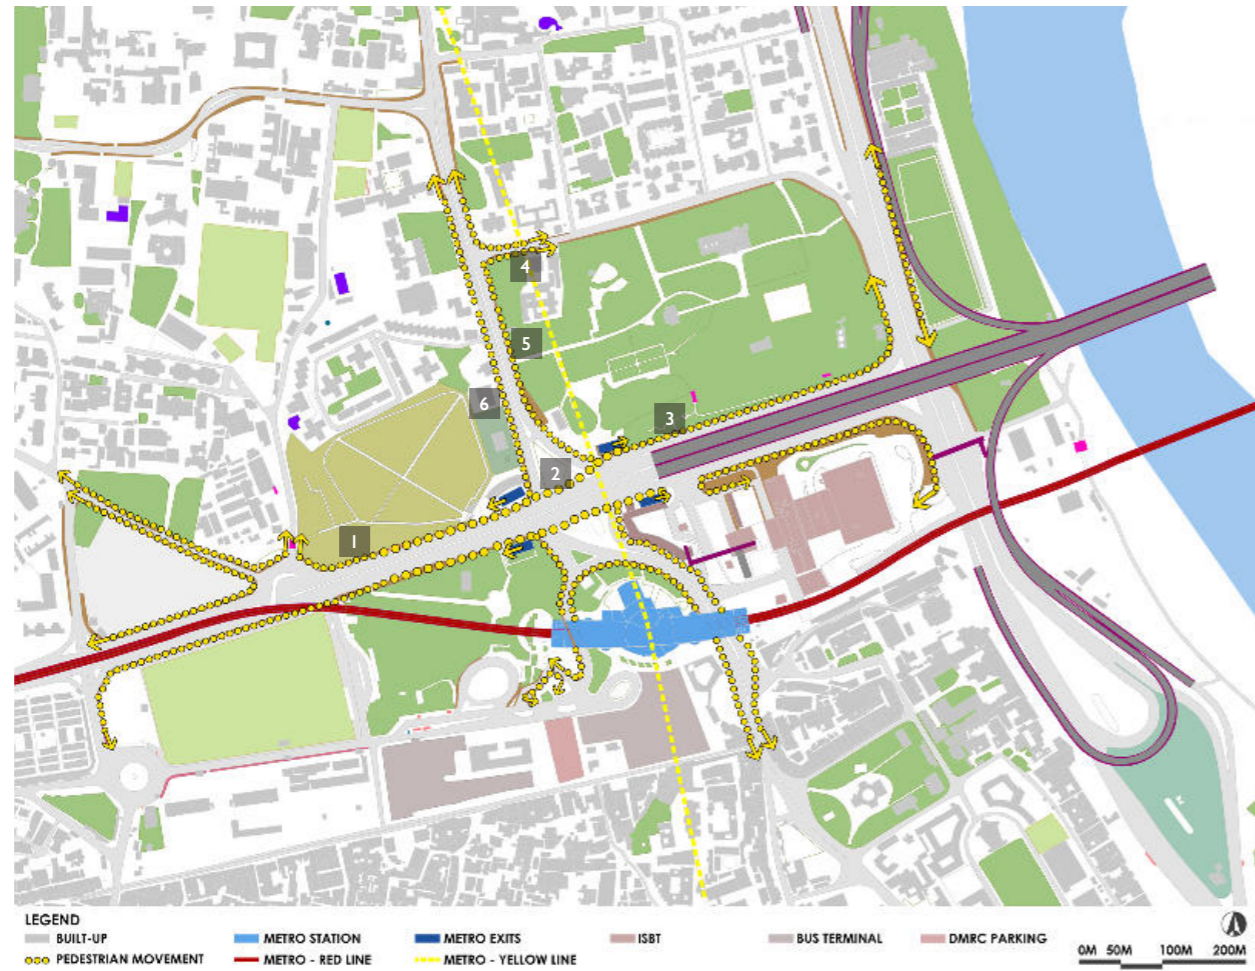 12
4
5
6
3
2
1
LEGEND
BUILT-UP
METRO STATION
METRO EXITS
ISBT
BUS TERMINAL
DMRC PARKING
PEDESTRIAN MOVEMENT
METRO - RED LINE
METRO - YELLOW LINE
0M 50M 100M 200M